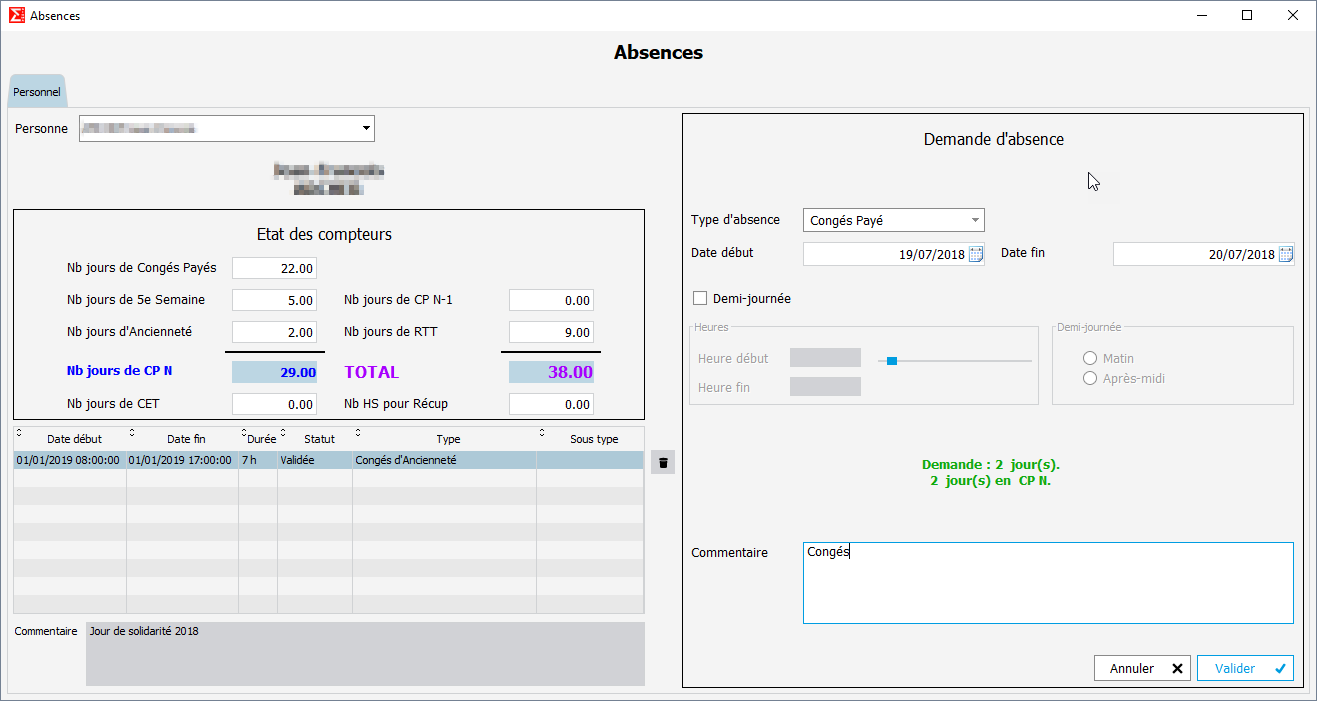 Absences
Absences
Personnel
Personne
Etat des compteurs
Nb jours de Congés Payés 22.00
Nb jours de 5e Semaine 5.00 Nb jours de CP N-1 0.00
Nb jours d'Ancienneté 2.00 Nb jours de RTT 9.00
Nb jours de CP N 29.00 TOTAL 38.00
Nb jours de CET 0.00 Nb HS pour Récup 0.00
Date début Date fin Durée Statut Type Sous type
01/01/2019 08:00:00 01/01/2019 17:00:00 7 h Validée Congés d'Ancienneté
Commentaire Jour de solidarité 2018
Demande d'absence
Type d'absence Congés Payé
Date début 19/07/2018 Date fin 20/07/2018
Demi-journée
Heures
Heure début
Heure fin
Demi-journée
Matin
Après-midi
Demande : 2 jour(s).
2 jour(s) en CP N.
Commentaire Congés
Annuler Valider